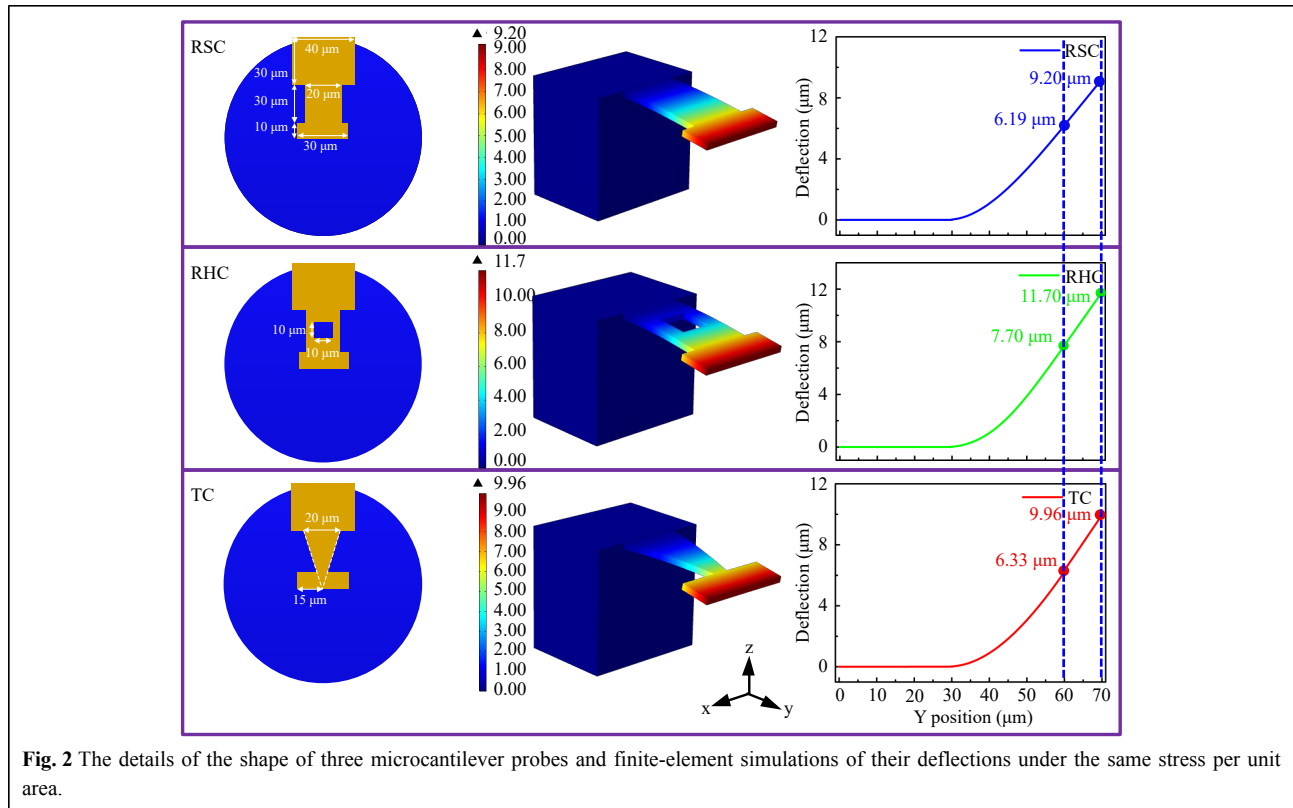 RSC
40 μm
30 μm
20 μm
30 μm
10 μm
30 μm
▲ 9.20
9.00
8.00
7.00
6.00
5.00
4.00
3.00
2.00
1.00
0.00
12
8
4
0
Deflection (μm)
RSC
9.20 μm
6.19 μm
RHC
10 μm
10 μm
▲ 11.7
10.00
8.00
6.00
4.00
2.00
0.00
12
8
4
0
Deflection (μm)
RHC
11.70 μm
7.70 μm
TC
20 μm
15 μm
▲ 9.96
9.00
8.00
7.00
6.00
5.00
4.00
3.00
2.00
1.00
0.00
z
x
y
12
8
4
0
Deflection (μm)
TC
9.96 μm
6.33 μm
0 10 20 30 40 50 60 70
Y position (μm)
Fig. 2 The details of the shape of three microcantilever probes and finite-element simulations of their deflections under the same stress per unit
area.